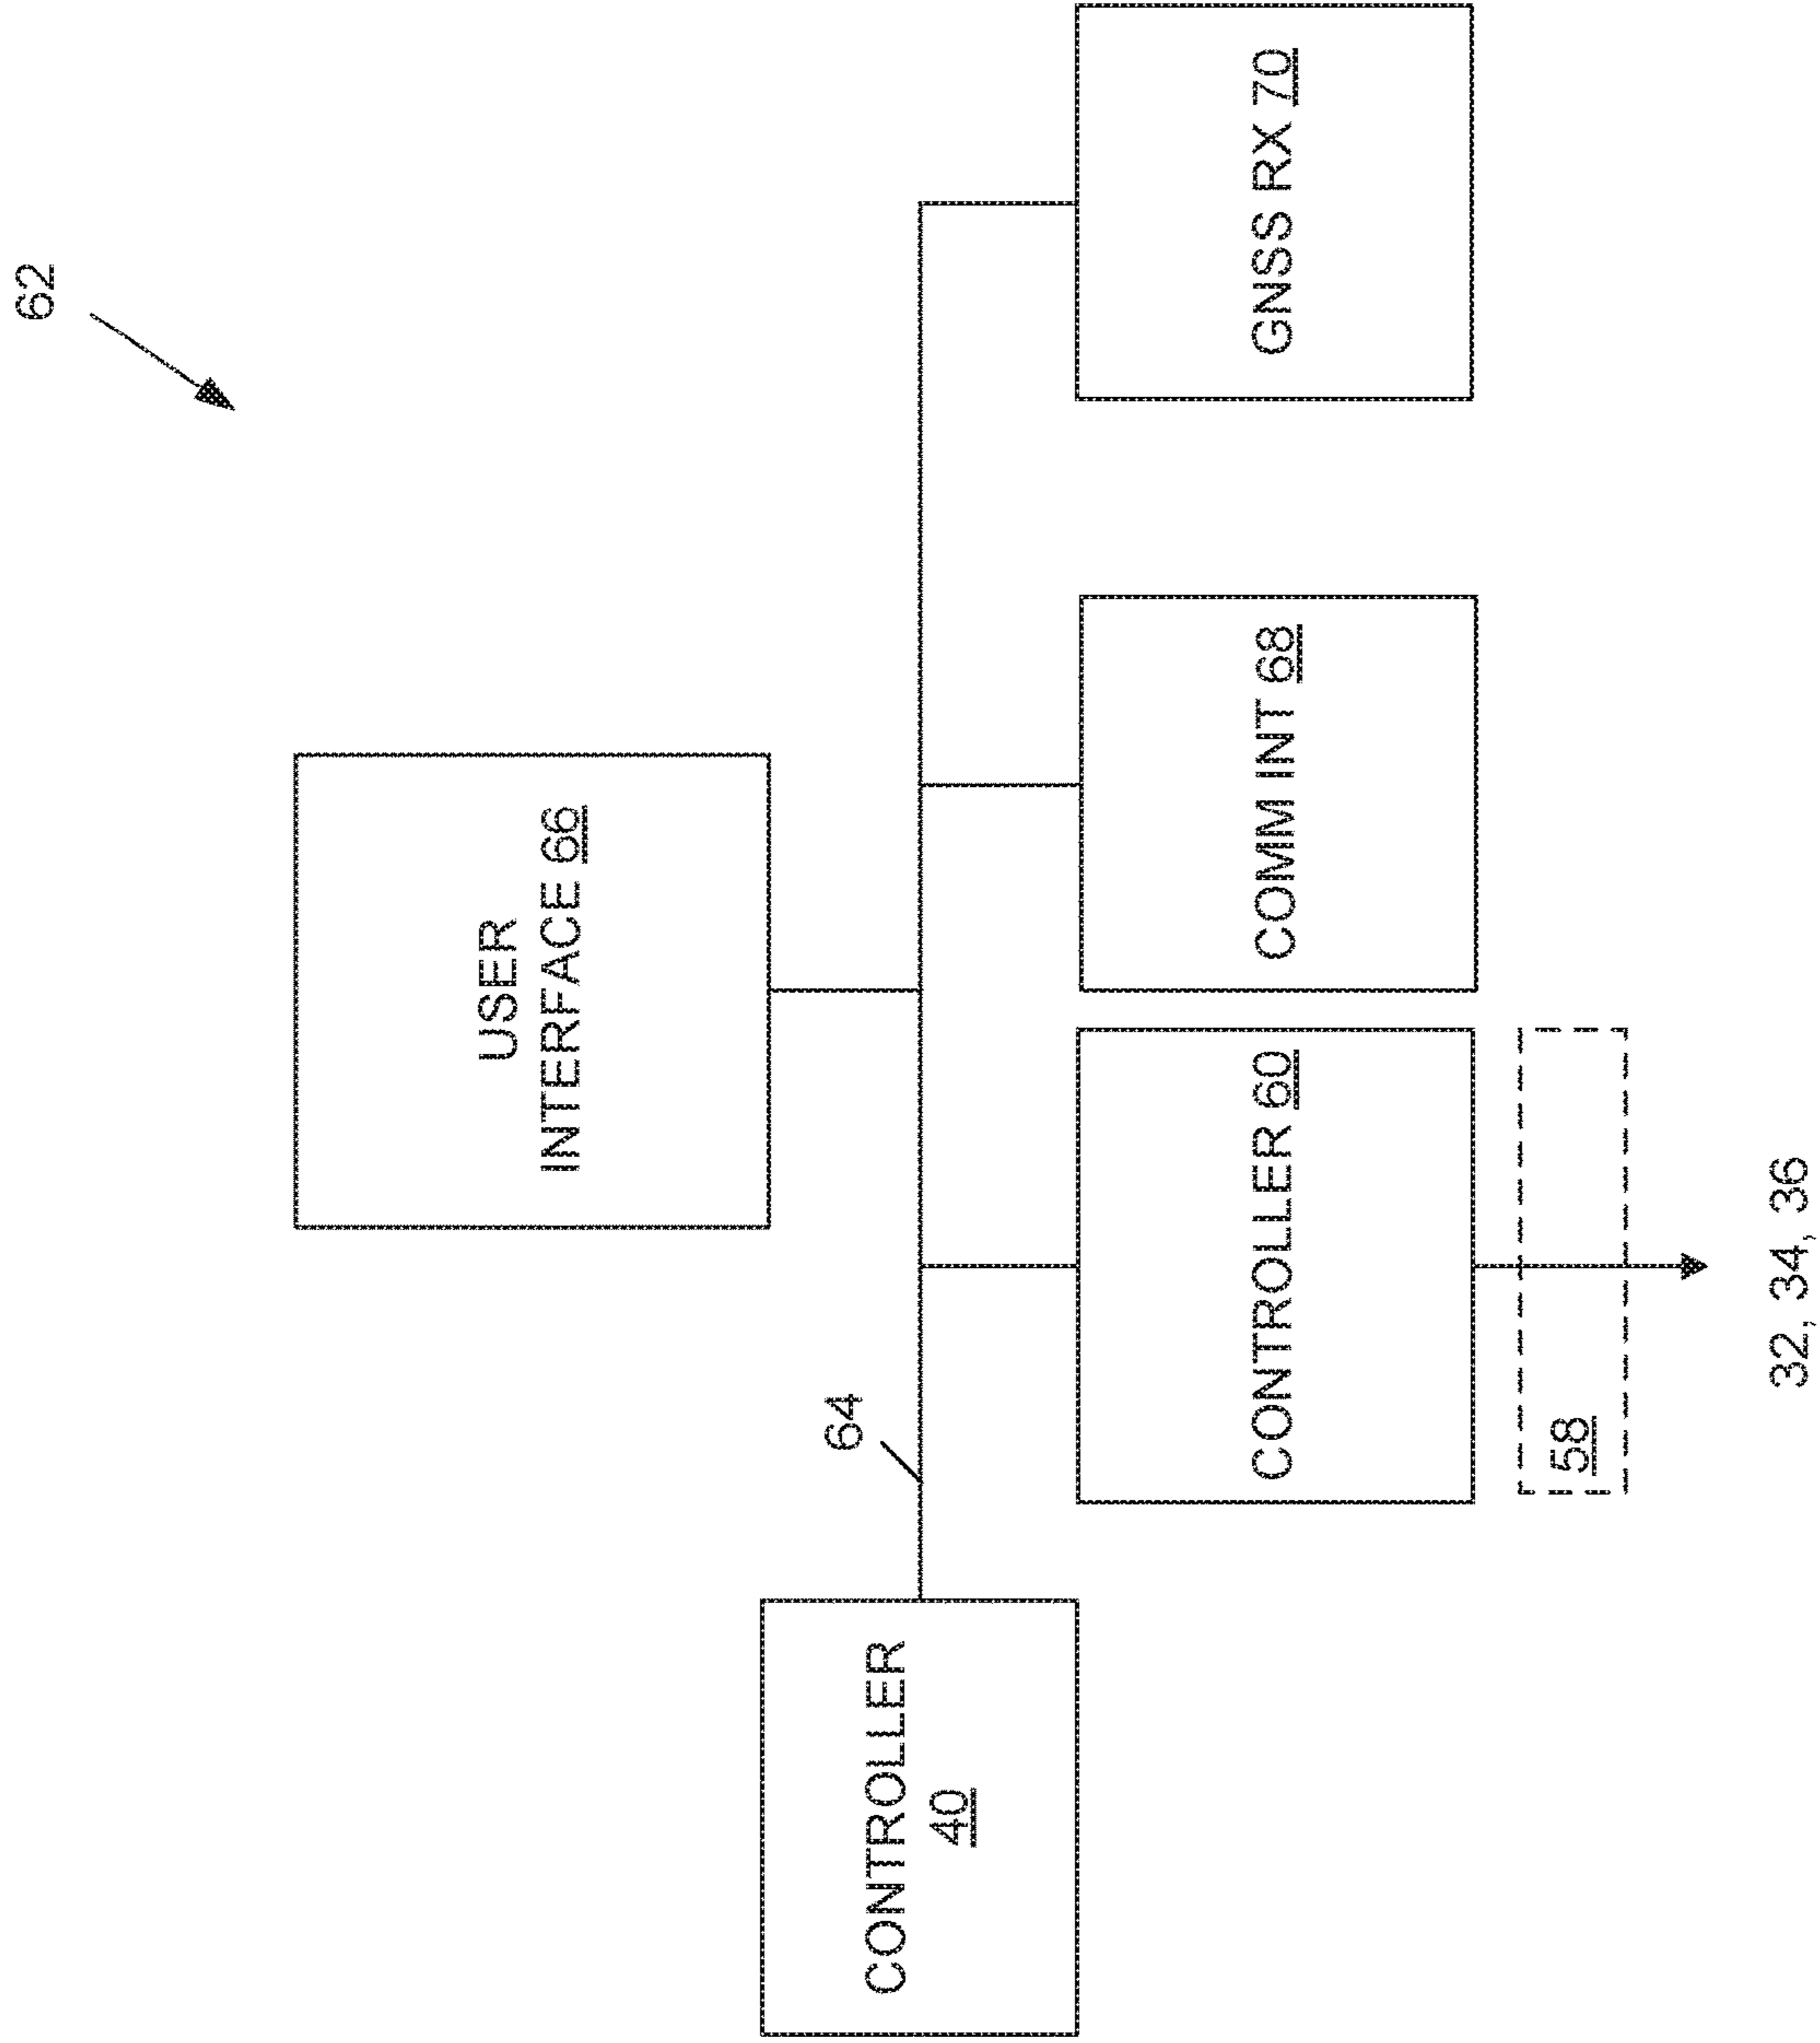 62
USER
INTERFACE 66
64
CONTROLLER
40
CONTROLLER 60
COMM INT 68
GNSS RX 70
58
32, 34, 36